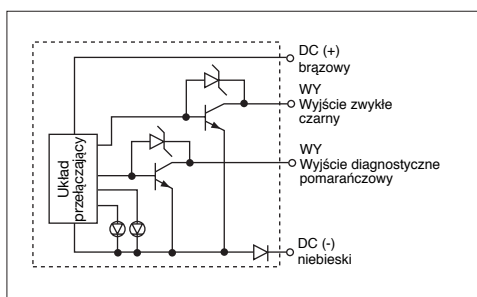 DC (+)
brązowy
WY
Wyjście zwykłe
czarny
WY
Wyjście diagnostyczne
pomarańczowy
Układ
przełączający
DC (-)
niebieski